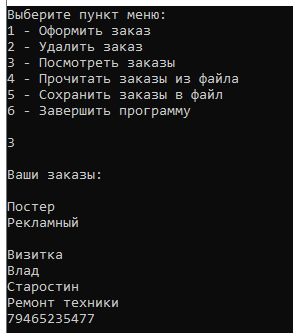 Выберите пункт меню:
1 - Оформить заказ
2 - Удалить заказ
3 - Посмотреть заказы
4 - Прочитать заказы из файла
5 - Сохранить заказы в файл
6 - Завершить программу
3
Ваши заказы:
Постер
Рекламный
Визитка
Влад
Старостин
Ремонт техники
79465235477